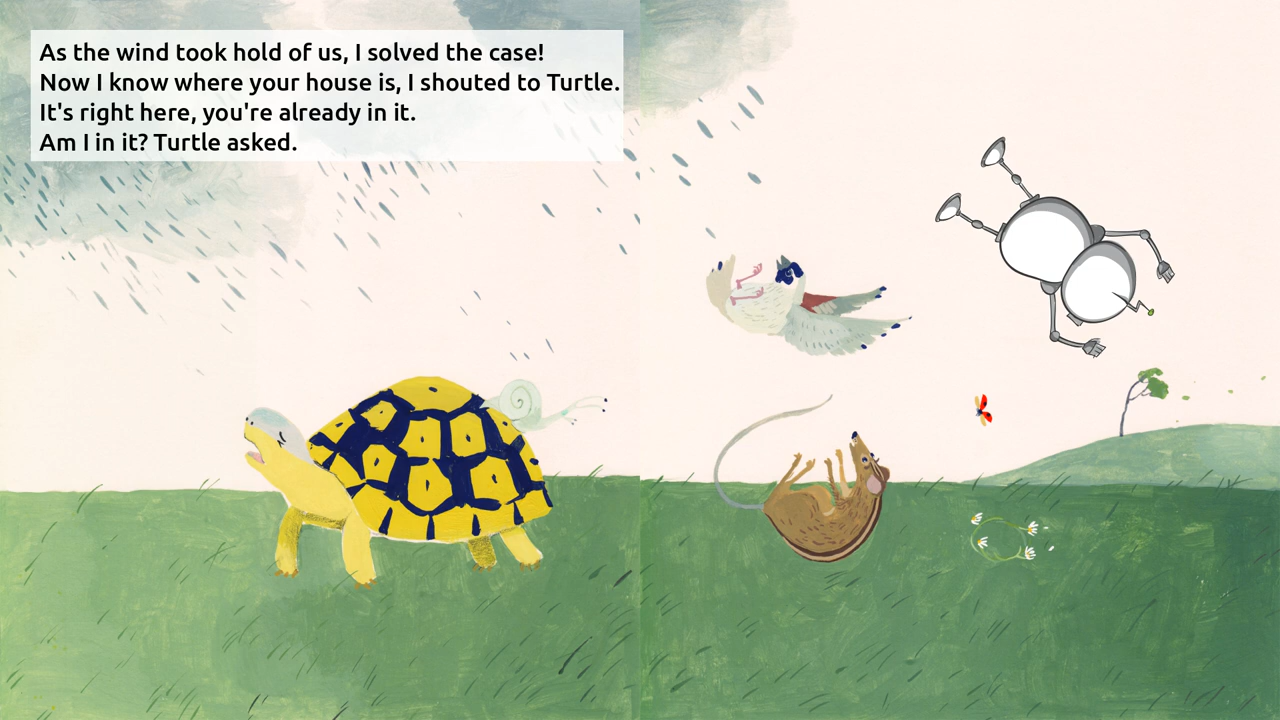 As the wind took hold of us, I solved the case!
Now I know where your house is, I shouted to Turtle.
It's right here, you're already in it.
Am I in it? Turtle asked.